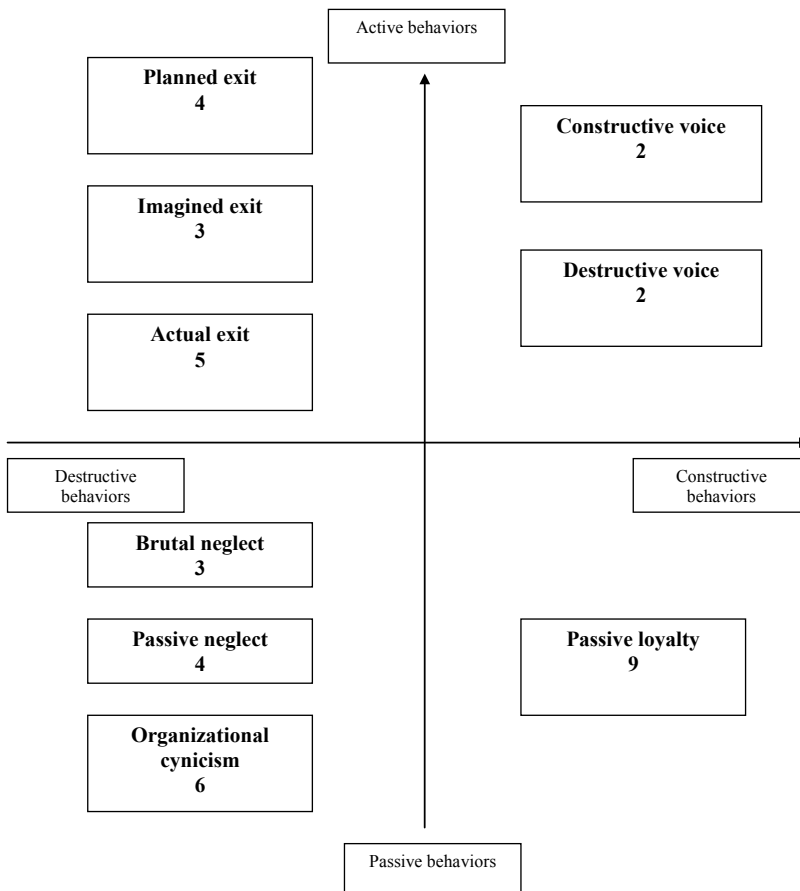 Active behaviors
Planned exit
4
Constructive voice
2
Imagined exit
3
Destructive voice
2
Actual exit
5
Destructive
behaviors
Constructive
behaviors
Brutal neglect
3
Passive neglect
4
Passive loyalty
9
Organizational
cynicism
6
Passive behaviors